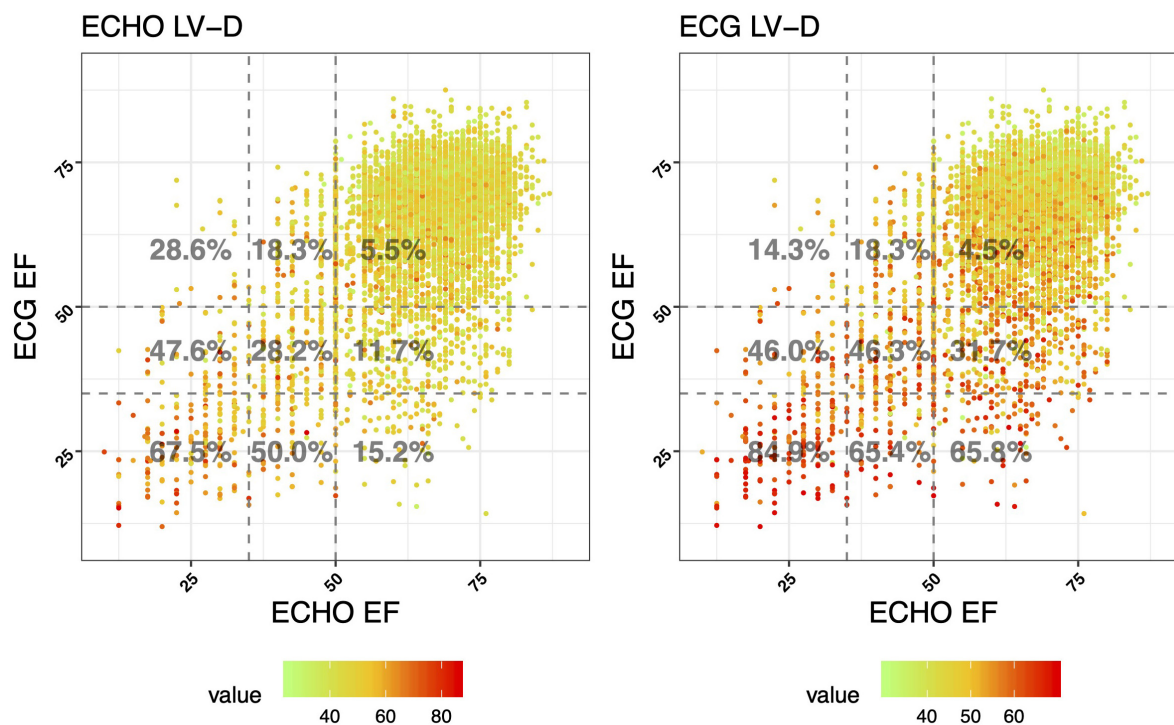 ECHO LV−D
ECG EF
75
50
25
28.6% 18.3% 5.5%
47.6% 28.2% 11.7%
67.5% 50.0% 15.2%
25 50 75
ECHO EF
value
40 60 80
ECG LV−D
ECG EF
75
50
25
14.3% 18.3% 4.5%
46.0% 46.3% 31.7%
84.9% 65.4% 65.8%
25 50 75
ECHO EF
value
40 50 60